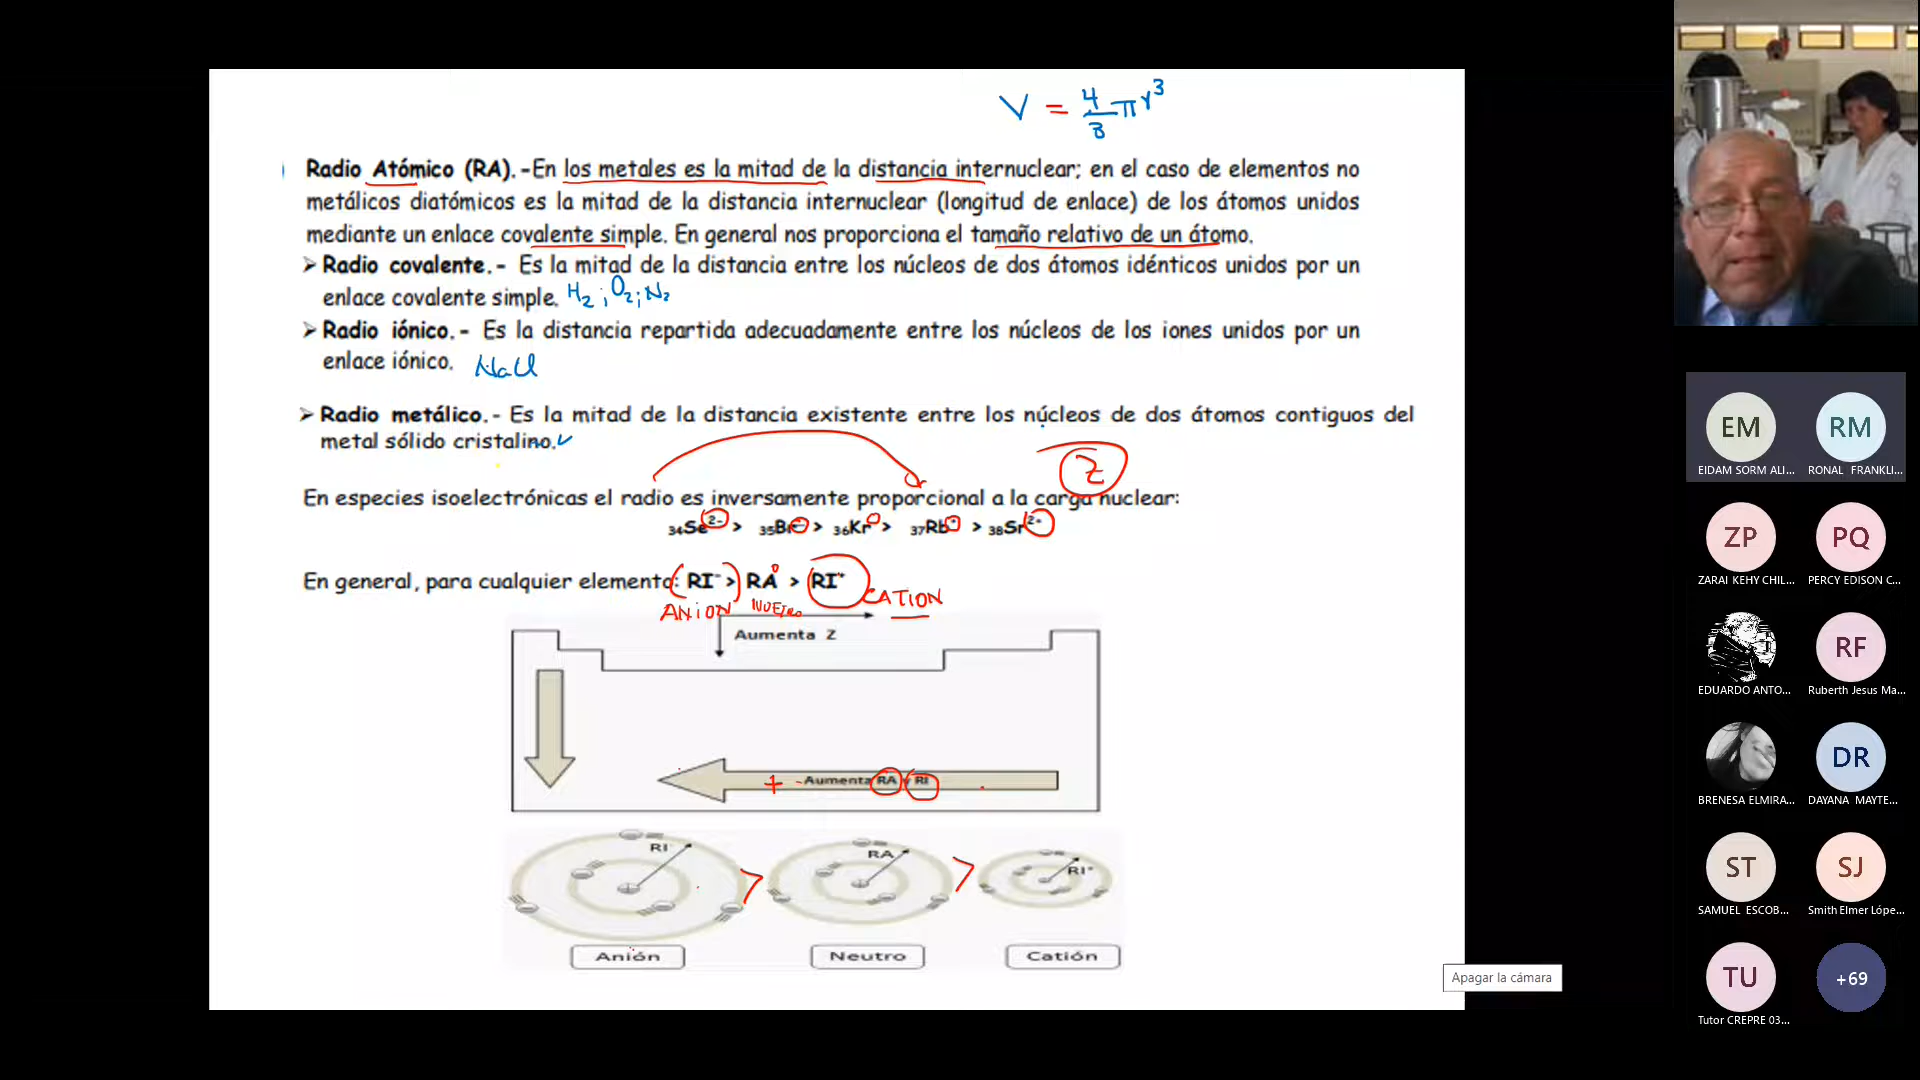 V = 4/3 πr³
Radio Atómico (RA).-En los metales es la mitad de la distancia internuclear; en el caso de elementos no
metálicos diatómicos es la mitad de la distancia internuclear (longitud de enlace) de los átomos unidos
mediante un enlace covalente simple. En general nos proporciona el tamaño relativo de un átomo.
➢ Radio covalente.- Es la mitad de la distancia entre los núcleos de dos átomos idénticos unidos por un
enlace covalente simple. H₂ ; O₂ ; N₂
➢ Radio iónico.- Es la distancia repartida adecuadamente entre los núcleos de los iones unidos por un
enlace iónico. NaCl
➢ Radio metálico.- Es la mitad de la distancia existente entre los núcleos de dos átomos contiguos del
metal sólido cristalino.
Z
En especies isoelectrónicas el radio es inversamente proporcional a la carga nuclear:
₃₄Se²⁻ > ₃₅Br⁻ > ₃₆Kr⁰ > ₃₇Rb⁺ > ₃₈Sr²⁺
En general, para cualquier elemento: RI⁻ > RA⁰ > RI⁺
ANION CATION
Aumenta Z
+ Aumenta RA y RI
RI⁻ > RA > RI⁺
Anión Neutro Catión
Apagar la cámara
EM RM
EIDAM SORM ALI... RONAL FRANKLI...
ZP PQ
ZARAI KEHY CHIL... PERCY EDISON C...
RF
EDUARDO ANTO... Ruberth Jesus Ma...
DR
BRENESA ELMIRA... DAYANA MAYTE...
ST SJ
SAMUEL ESCOB... Smith Elmer Lópe...
TU +69
Tutor CREPRE 03...